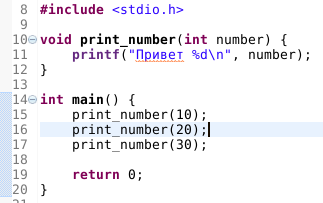 8 #include <stdio.h>
9
10 void print_number(int number) {
11     printf("Привет %d\n", number);
12 }
13
14 int main() {
15     print_number(10);
16     print_number(20);
17     print_number(30);
18
19     return 0;
20 }